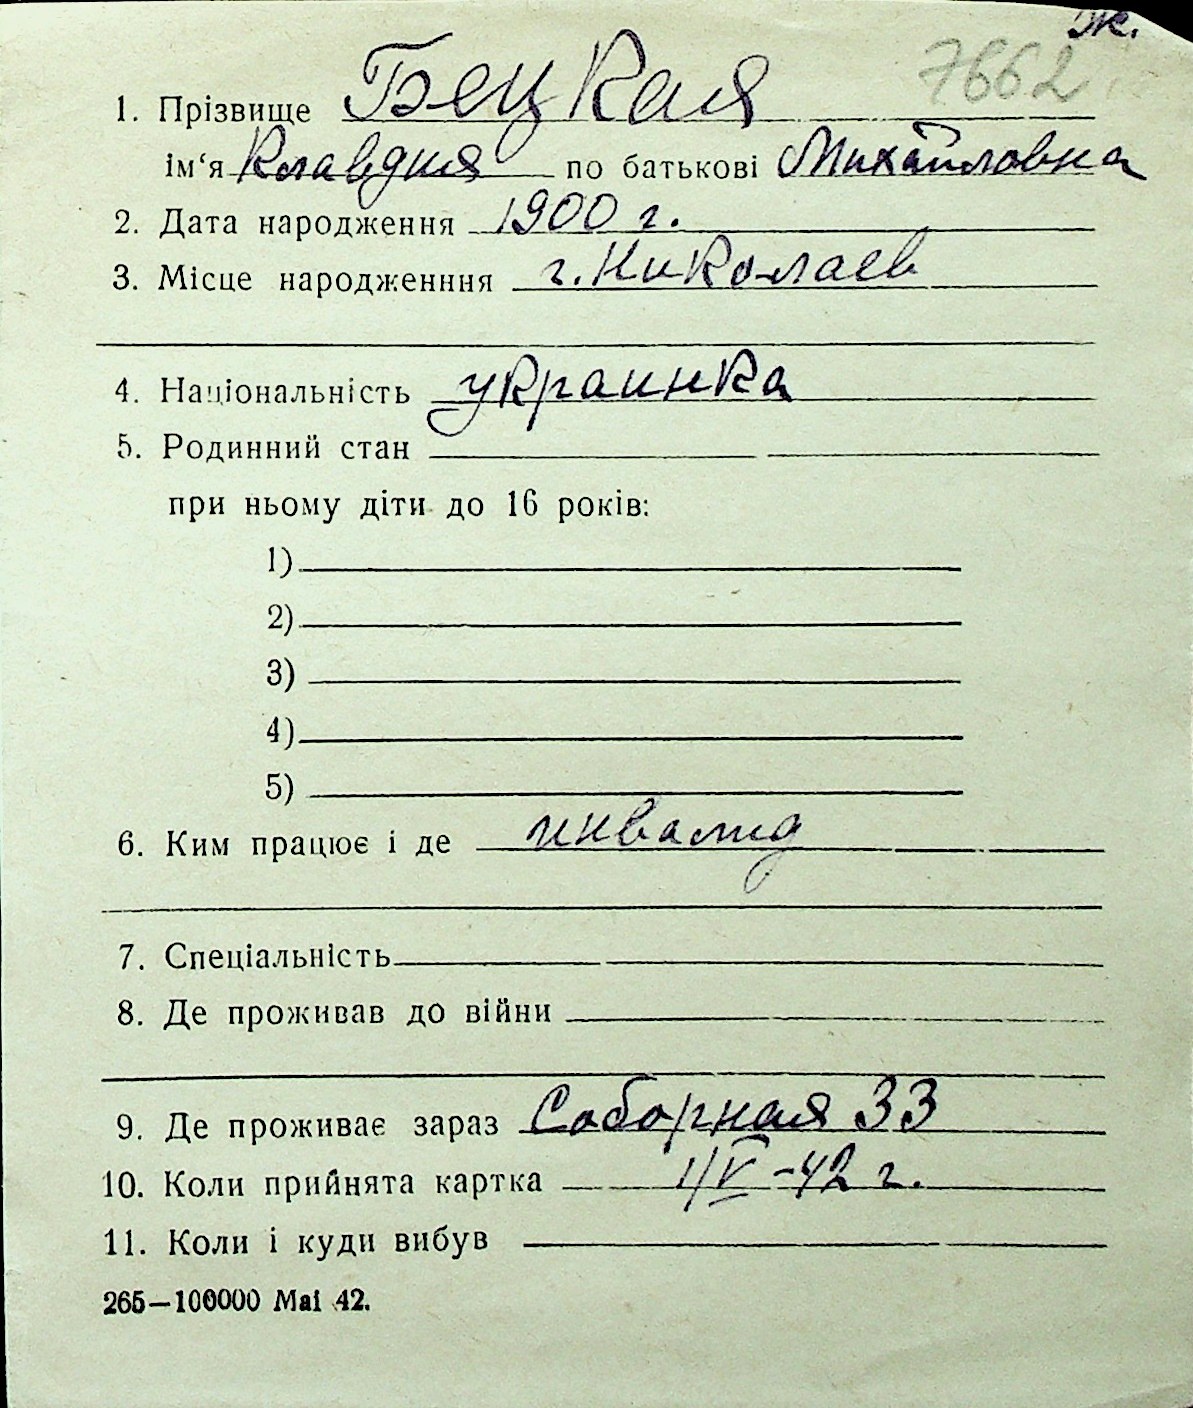 Ж.
7662
1. Прізвище Бецкая
ім‘я Клавдия по батькові Михайловна
2. Дата народження 1900 г.
3. Місце народженння г. Николаев
4. Національність украинка
5. Родинний стан
при ньому діти до 16 років:
1)
2)
3)
4)
5)
6. Ким працює і де инвалид
7. Спеціальність
8. Де проживав до війни
9. Де проживає зараз Соборная 33
10. Коли прийнята картка 1/V-42 г.
11. Коли і куди вибув
265—100000 Mai 42.